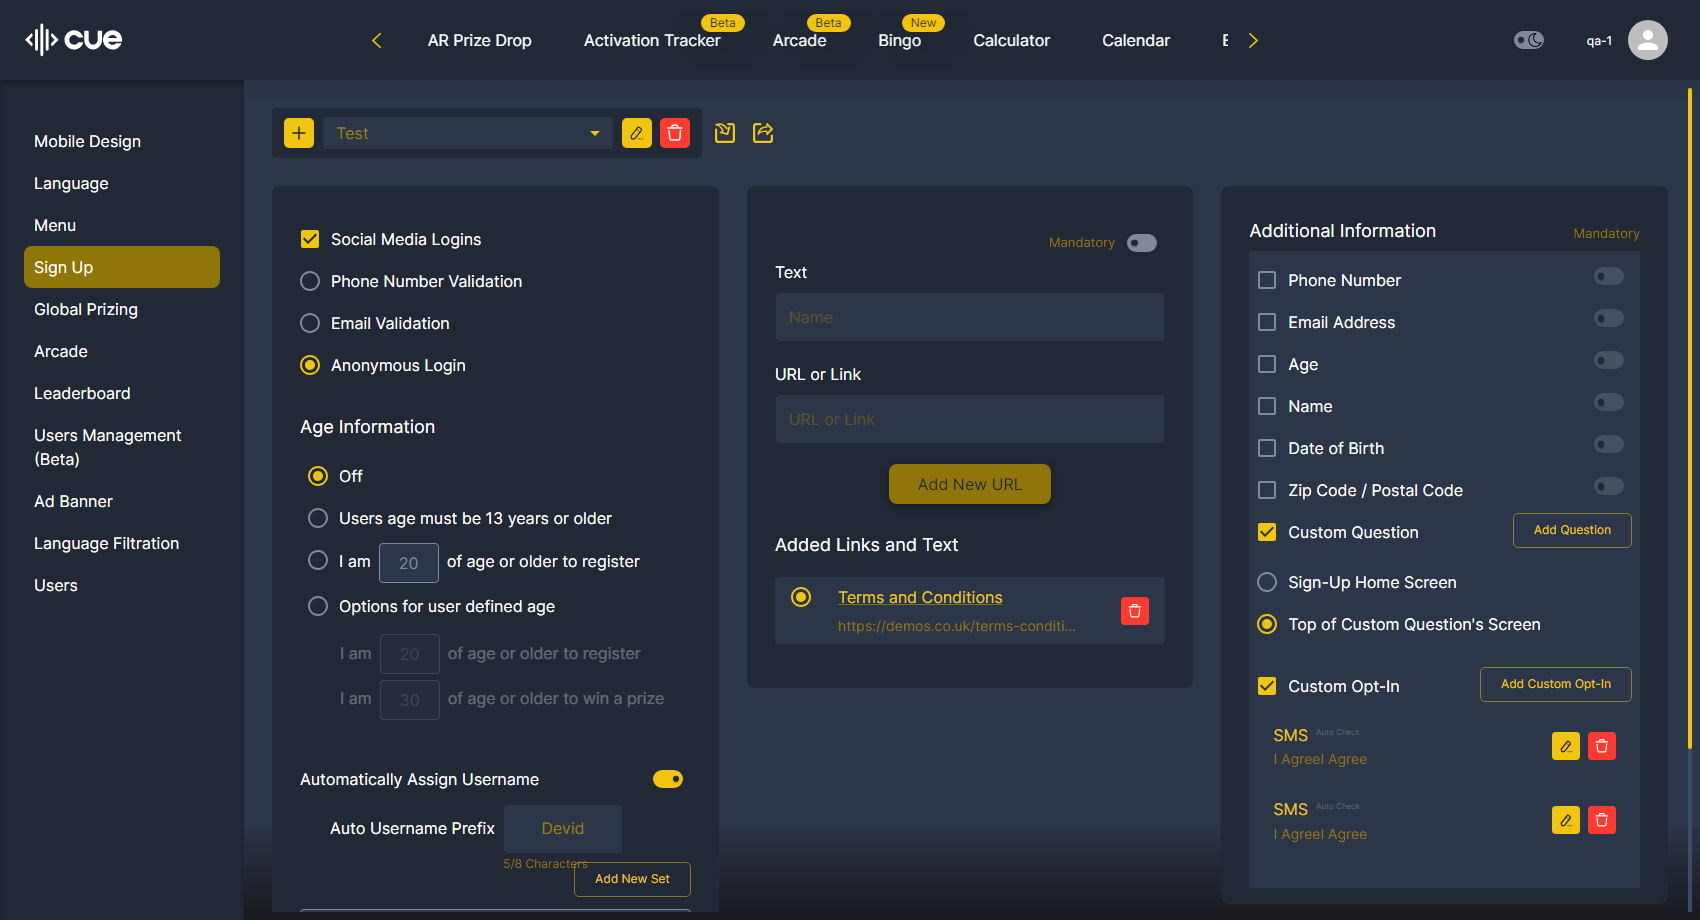 cue
AR Prize Drop
Activation Tracker
Beta
Arcade
Beta
Bingo
New
Calculator
Calendar
qa-1
Mobile Design
Language
Menu
Sign Up
Global Prizing
Arcade
Leaderboard
Users Management
(Beta)
Ad Banner
Language Filtration
Users
Test
Social Media Logins
Phone Number Validation
Email Validation
Anonymous Login
Age Information
Off
Users age must be 13 years or older
I am 20 of age or older to register
Options for user defined age
I am 20 of age or older to register
I am 30 of age or older to win a prize
Automatically Assign Username
Auto Username Prefix Devid
5/8 Characters
Add New Set
Mandatory
Text
Name
URL or Link
URL or Link
Add New URL
Added Links and Text
Terms and Conditions
https://demos.co.uk/terms-conditi...
Additional Information
Mandatory
Phone Number
Email Address
Age
Name
Date of Birth
Zip Code / Postal Code
Custom Question
Add Question
Sign-Up Home Screen
Top of Custom Question's Screen
Custom Opt-In
Add Custom Opt-In
SMS Auto Check
I AgreeI Agree
SMS Auto Check
I AgreeI Agree